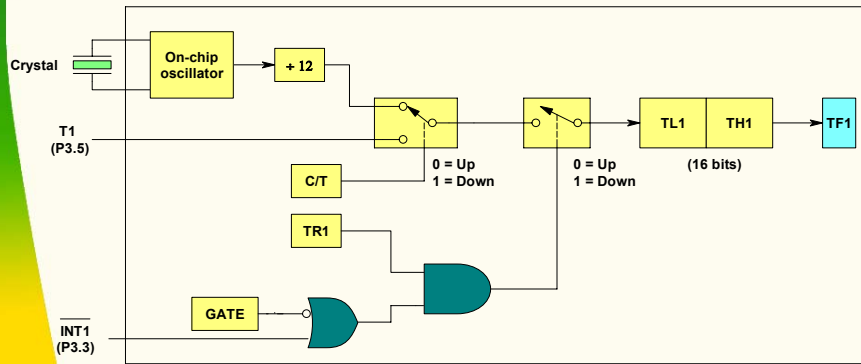 Crystal
On-chip
oscillator
÷ 12
T1
(P3.5)
C/T
0 = Up
1 = Down
0 = Up
1 = Down
TL1
TH1
(16 bits)
TF1
TR1
GATE
INT1
(P3.3)